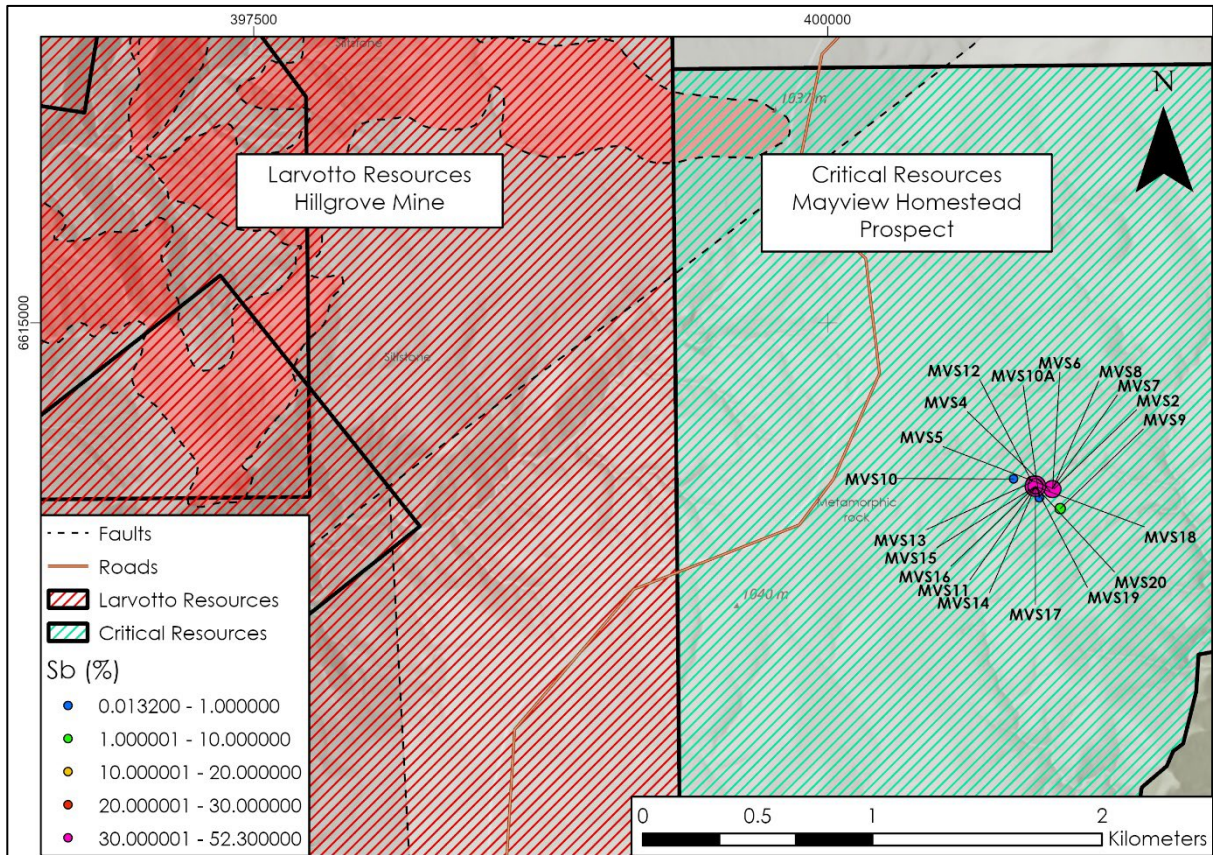 397500
400000
Siltstone
1037 m
N
Larvotto Resources
Hillgrove Mine
Critical Resources
Mayview Homestead
Prospect
6615000
Siltstone
MVS12
MVS10A
MVS6
MVS8
MVS7
MVS2
MVS9
MVS4
MVS5
MVS10
Metamorphic
rock
MVS13
MVS15
MVS16
MVS11
MVS14
MVS17
MVS18
MVS20
MVS19
1040 m
Faults
Roads
Larvotto Resources
Critical Resources
Sb (%)
0.013200 - 1.000000
1.000001 - 10.000000
10.000001 - 20.000000
20.000001 - 30.000000
30.000001 - 52.300000
0 0.5 1 2
Kilometers